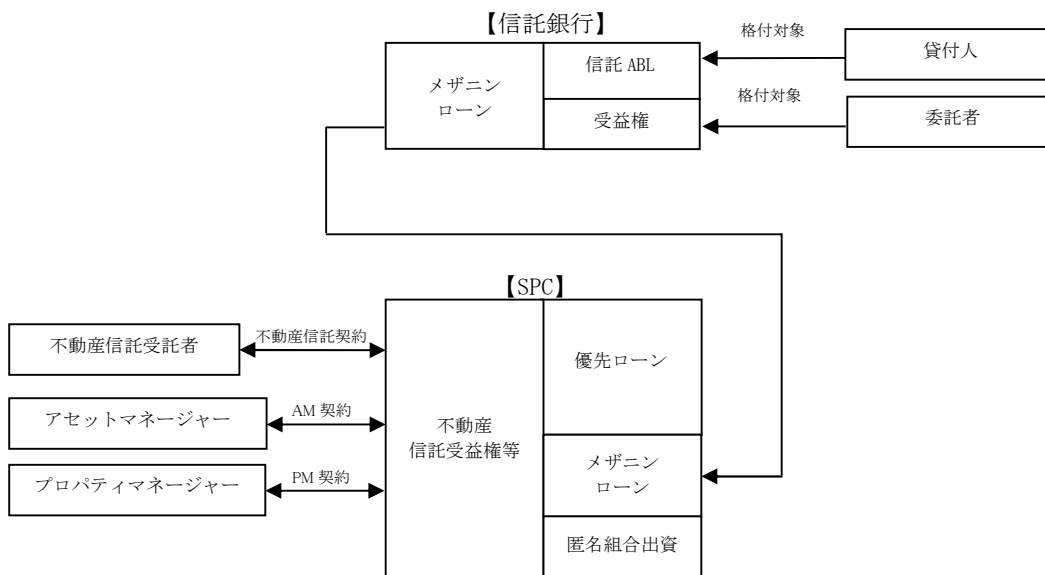 【信託銀行】
メザニン
ローン
信託 ABL
受益権
格付対象
貸付人
格付対象
委託者
【SPC】
不動産信託受託者
不動産信託契約
アセットマネージャー
AM 契約
プロパティマネージャー
PM 契約
不動産
信託受益権等
優先ローン
メザニン
ローン
匿名組合出資